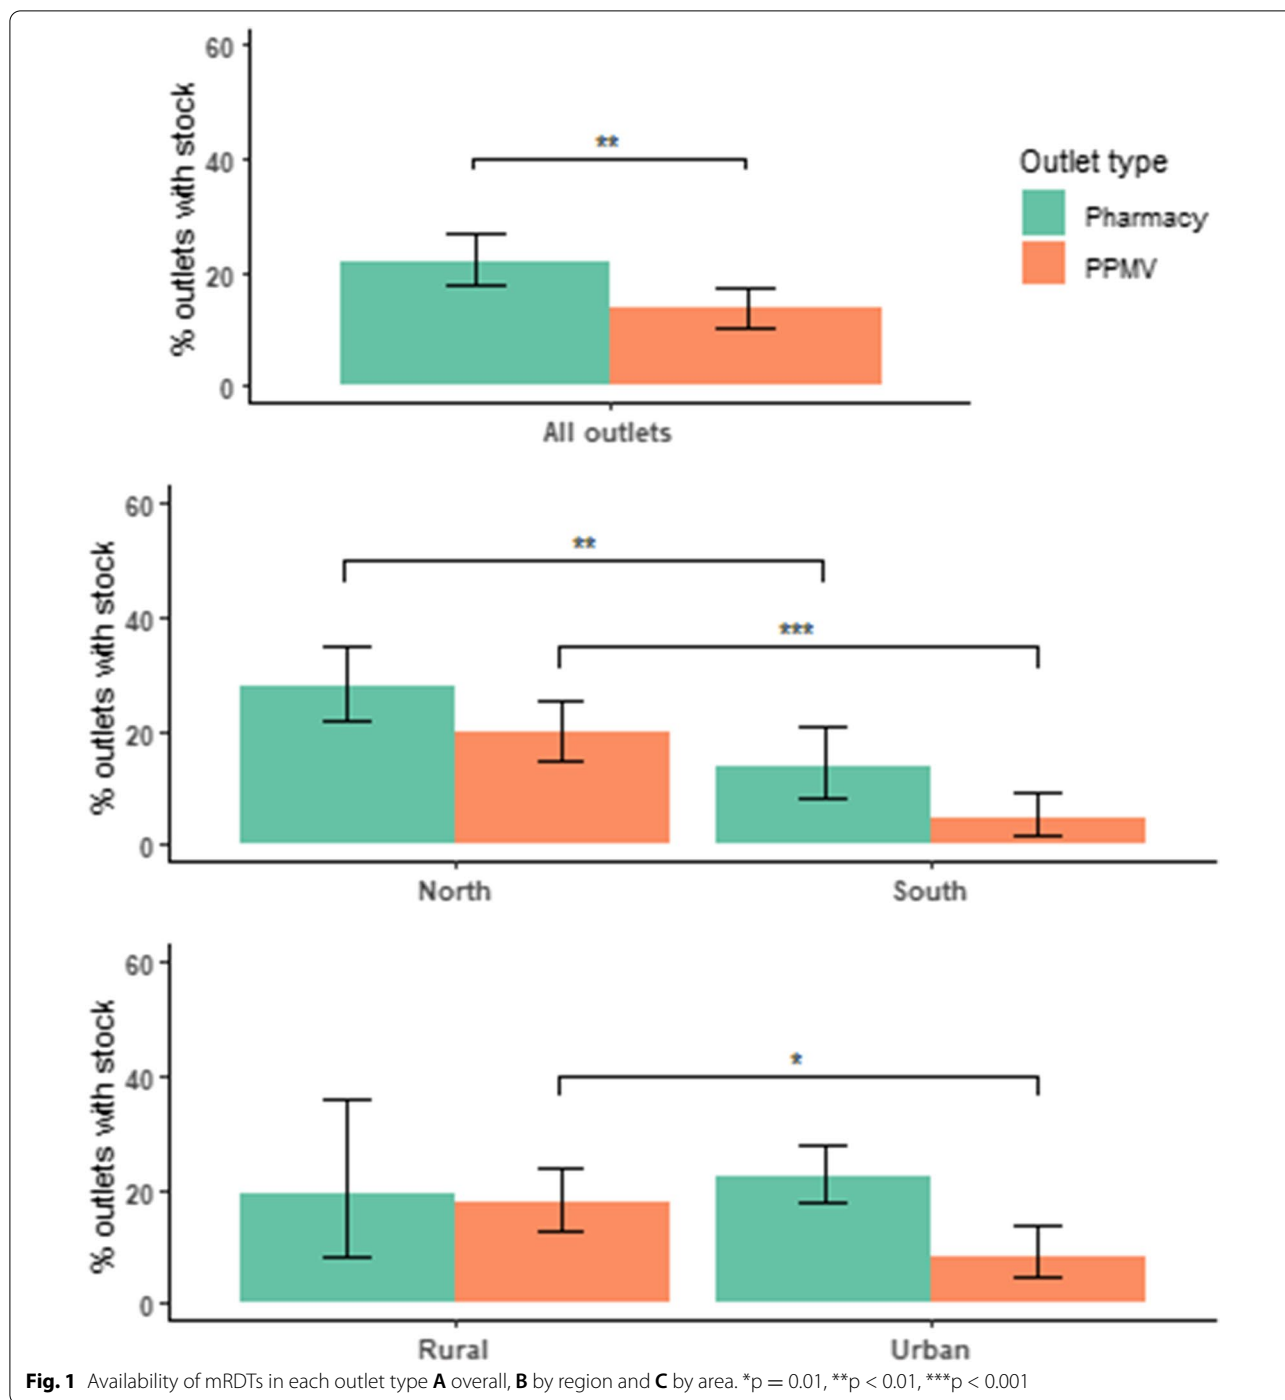 60
40
20
0
% outlets with stock
**
All outlets
Outlet type
Pharmacy
PPMV
60
40
20
0
% outlets with stock
**
***
North
South
60
40
20
0
% outlets with stock
*
Rural
Urban
Fig. 1 Availability of mRDTs in each outlet type A overall, B by region and C by area. *p = 0.01, **p < 0.01, ***p < 0.001